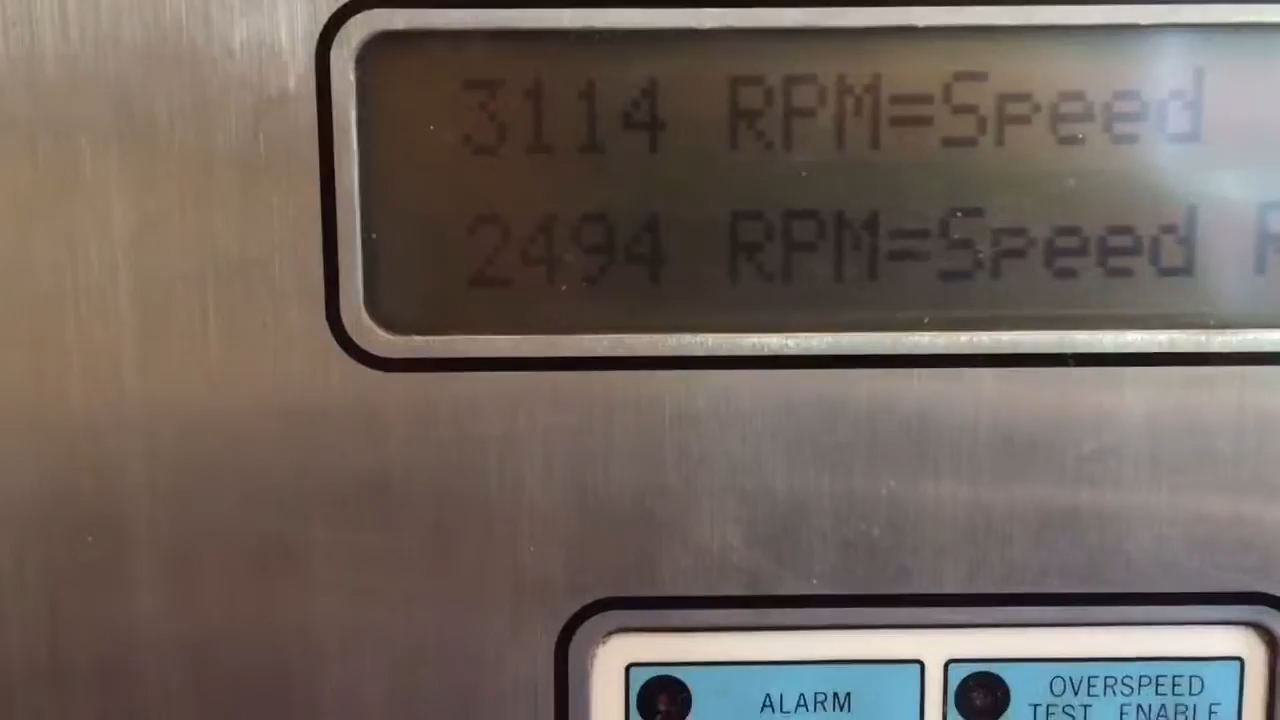 3114 RPM=Speed
2494 RPM=Speed
ALARM
OVERSPEED
TEST ENABLE